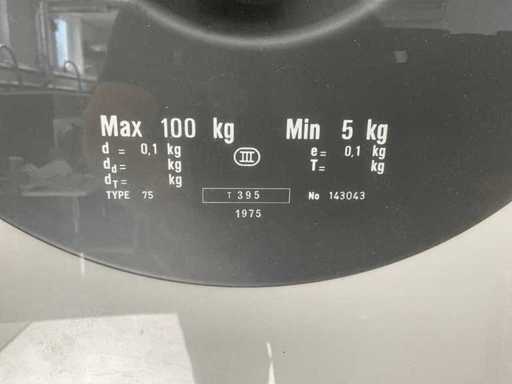 Max 100 kg Min 5 kg
d = 0,1 kg III e = 0,1 kg
dd = kg T = kg
dT = kg
TYPE 75 T 395 No 143043
1975